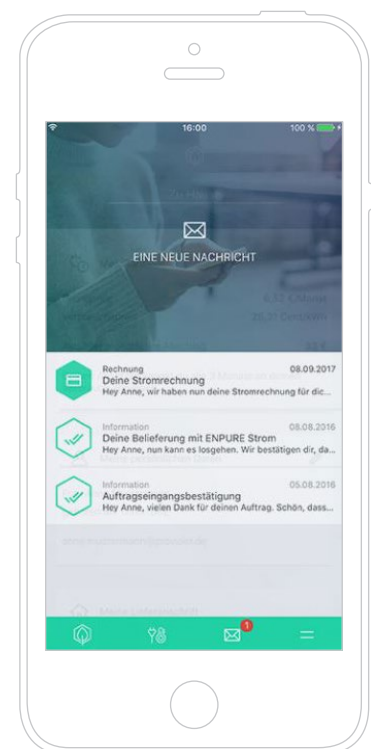 16:00
100 %
EINE NEUE NACHRICHT
Rechnung 08.09.2017
Deine Stromrechnung
Hey Anne, wir haben nun deine Stromrechnung für dic...
Information 08.08.2016
Deine Belieferung mit ENPURE Strom
Hey Anne, nun kann es losgehen. Wir bestätigen dir, da...
Information 05.08.2016
Auftragseingangsbestätigung
Hey Anne, vielen Dank für deinen Auftrag. Schön, dass...
1